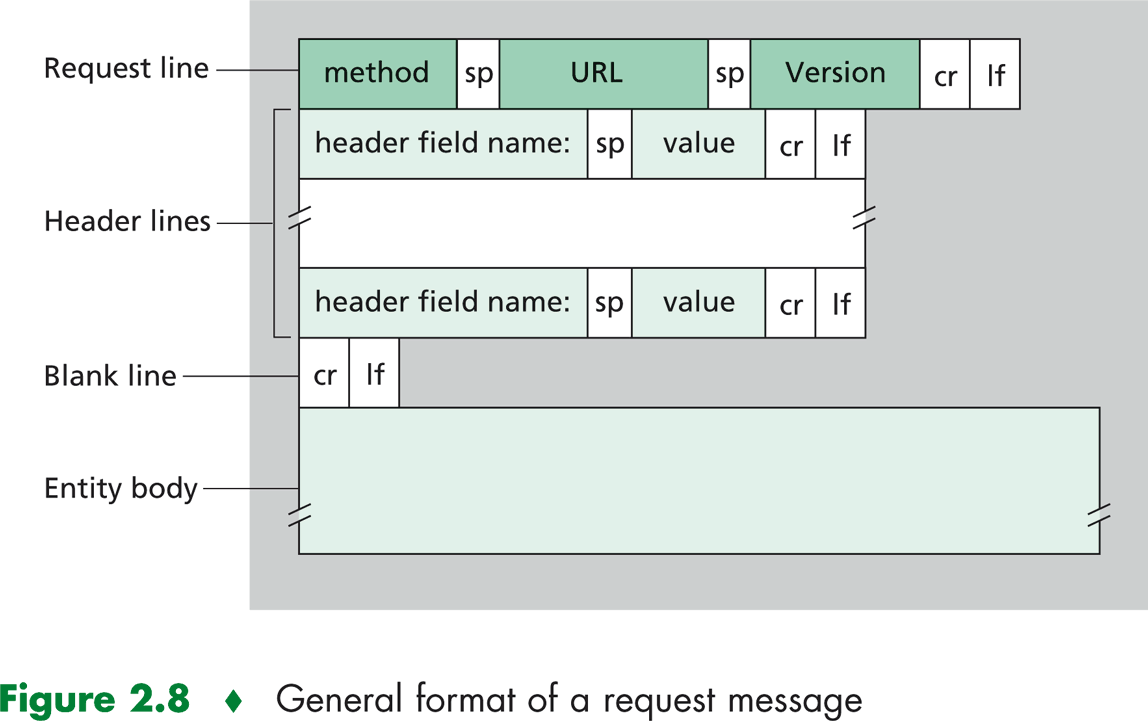 Request line
method sp URL sp Version cr lf
header field name: sp value cr lf
Header lines
header field name: sp value cr lf
Blank line
cr lf
Entity body
Figure 2.8 ♦ General format of a request message